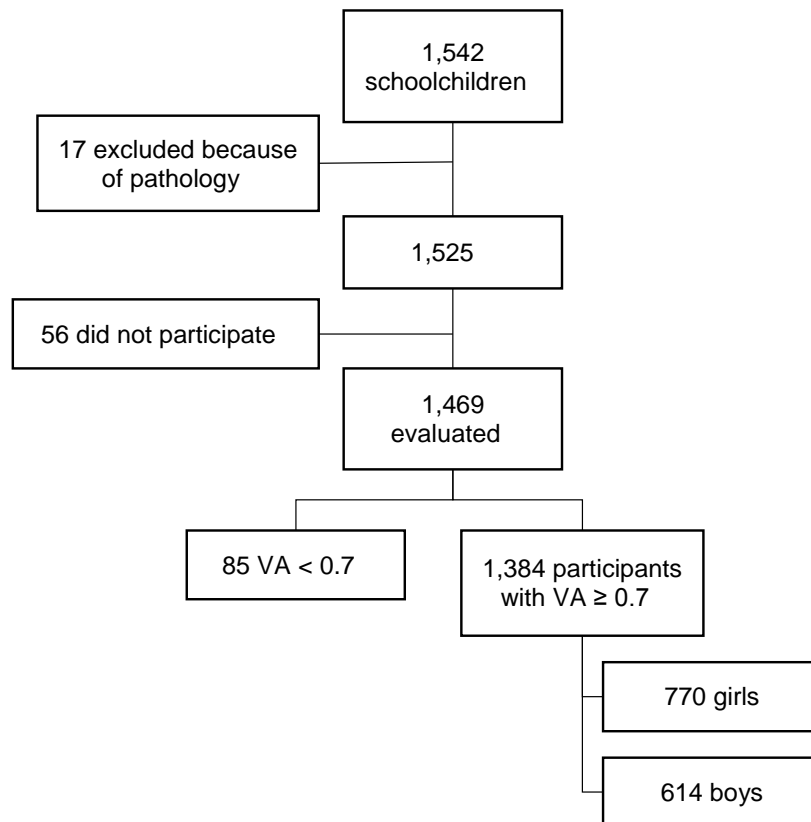 1,542
schoolchildren
17 excluded because
of pathology
1,525
56 did not participate
1,469
evaluated
85 VA < 0.7
1,384 participants
with VA ≥ 0.7
770 girls
614 boys